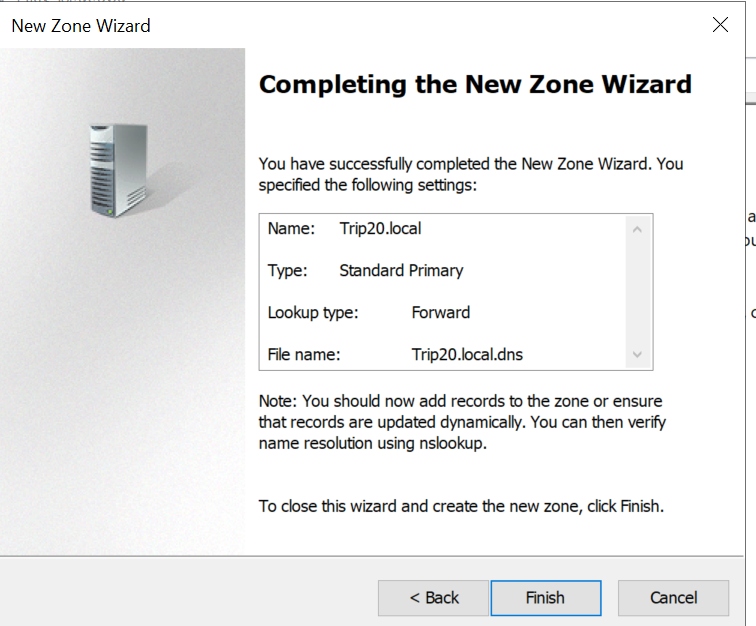 New Zone Wizard
Completing the New Zone Wizard
You have successfully completed the New Zone Wizard. You
specified the following settings:
Name: Trip20.local
Type: Standard Primary
Lookup type: Forward
File name: Trip20.local.dns
Note: You should now add records to the zone or ensure
that records are updated dynamically. You can then verify
name resolution using nslookup.
To close this wizard and create the new zone, click Finish.
< Back Finish Cancel